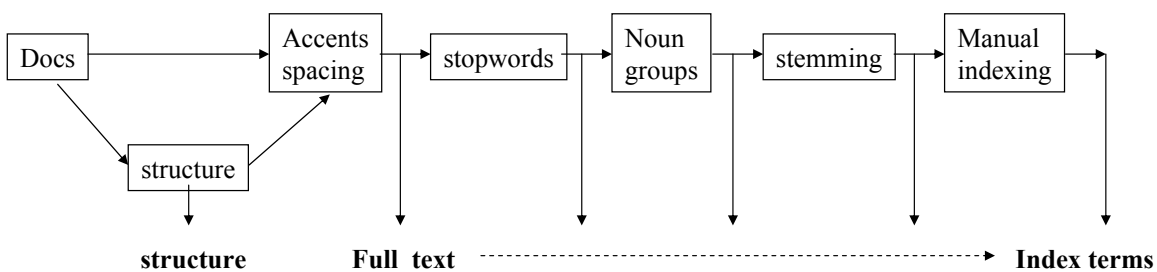 Docs
Accents
spacing
stopwords
Noun
groups
stemming
Manual
indexing
structure
structure
Full text
Index terms